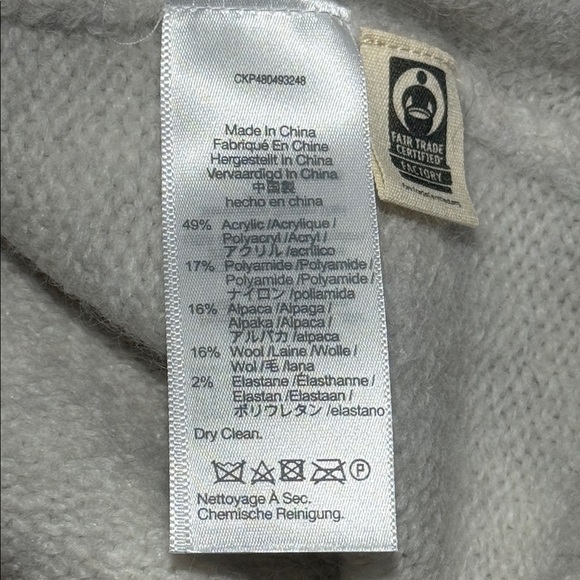 CKP480493248
Made In China
Fabriqué En Chine
Hergestellt In China
Vervaardigd In China
中国製
hecho en china
49% Acrylic /Acrylique /
Polyacryl /Acryl /
アクリル /acrílico
17% Polyamide /Polyamide /
Polyamide /Polyamide /
ナイロン /poliamida
16% Alpaca /Alpaga /
Alpaka /Alpaca /
アルパカ /alpaca
16% Wool /Laine /Wolle /
Wol /毛 /lana
2% Elastane /Élasthanne /
Elastan /Elastaan /
ポリウレタン /elastano
Dry Clean.
P
Nettoyage À Sec.
Chemische Reinigung.
FAIR TRADE
CERTIFIED
FACTORY